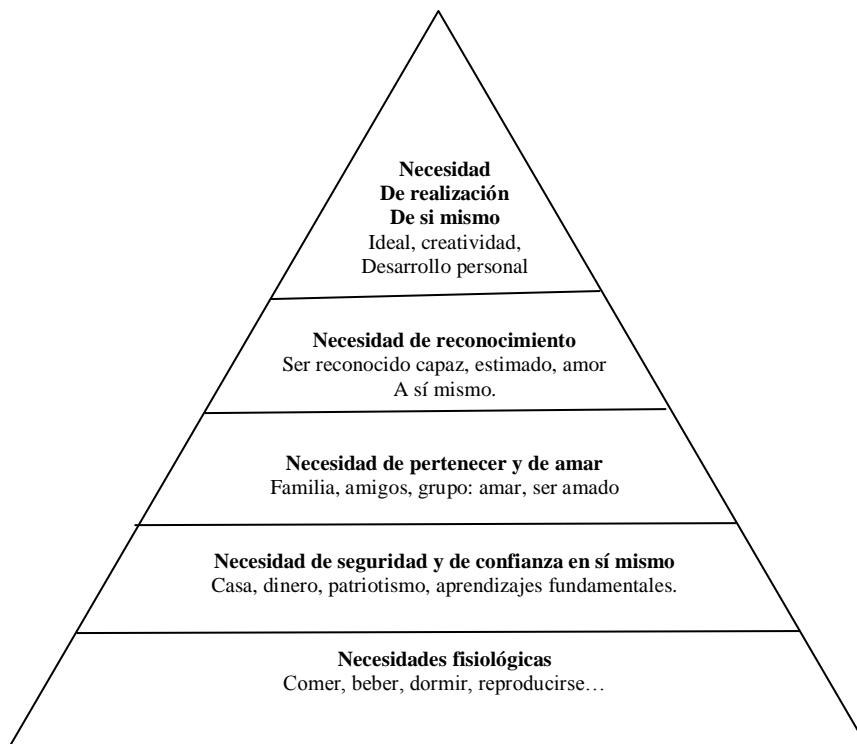 Necesidad
De realización
De si mismo
Ideal, creatividad,
Desarrollo personal
Necesidad de reconocimiento
Ser reconocido capaz, estimado, amor
A sí mismo.
Necesidad de pertenecer y de amar
Familia, amigos, grupo: amar, ser amado
Necesidad de seguridad y de confianza en sí mismo
Casa, dinero, patriotismo, aprendizajes fundamentales.
Necesidades fisiológicas
Comer, beber, dormir, reproducirse…